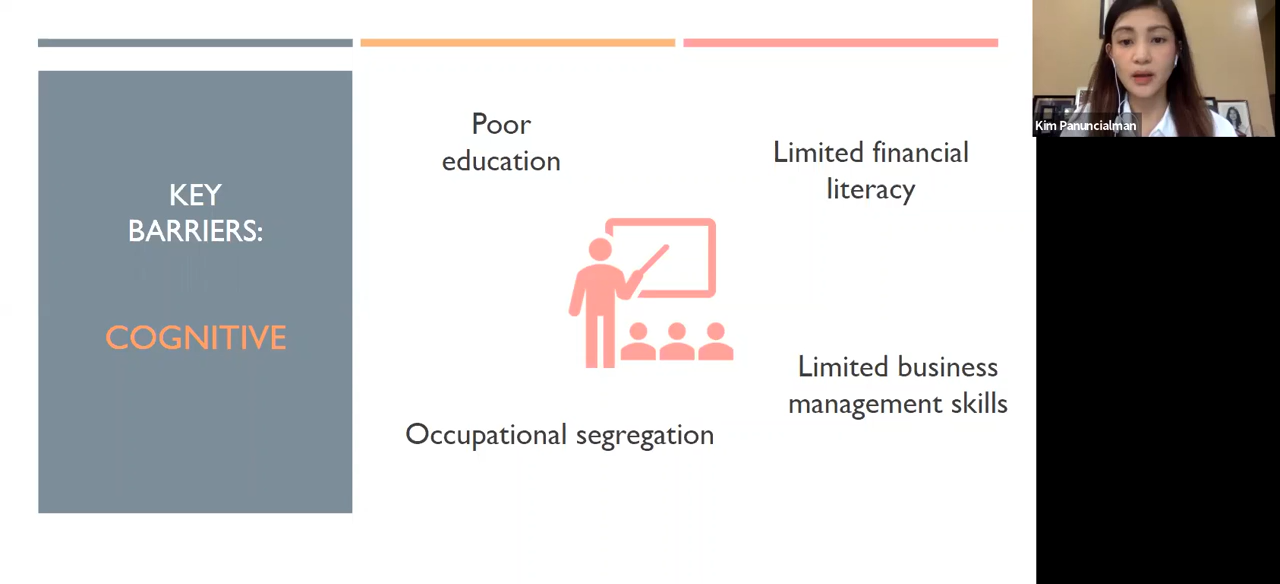 KEY
BARRIERS:
COGNITIVE
Poor
education
Limited financial
literacy
Limited business
management skills
Occupational segregation
Kim Panuncialman